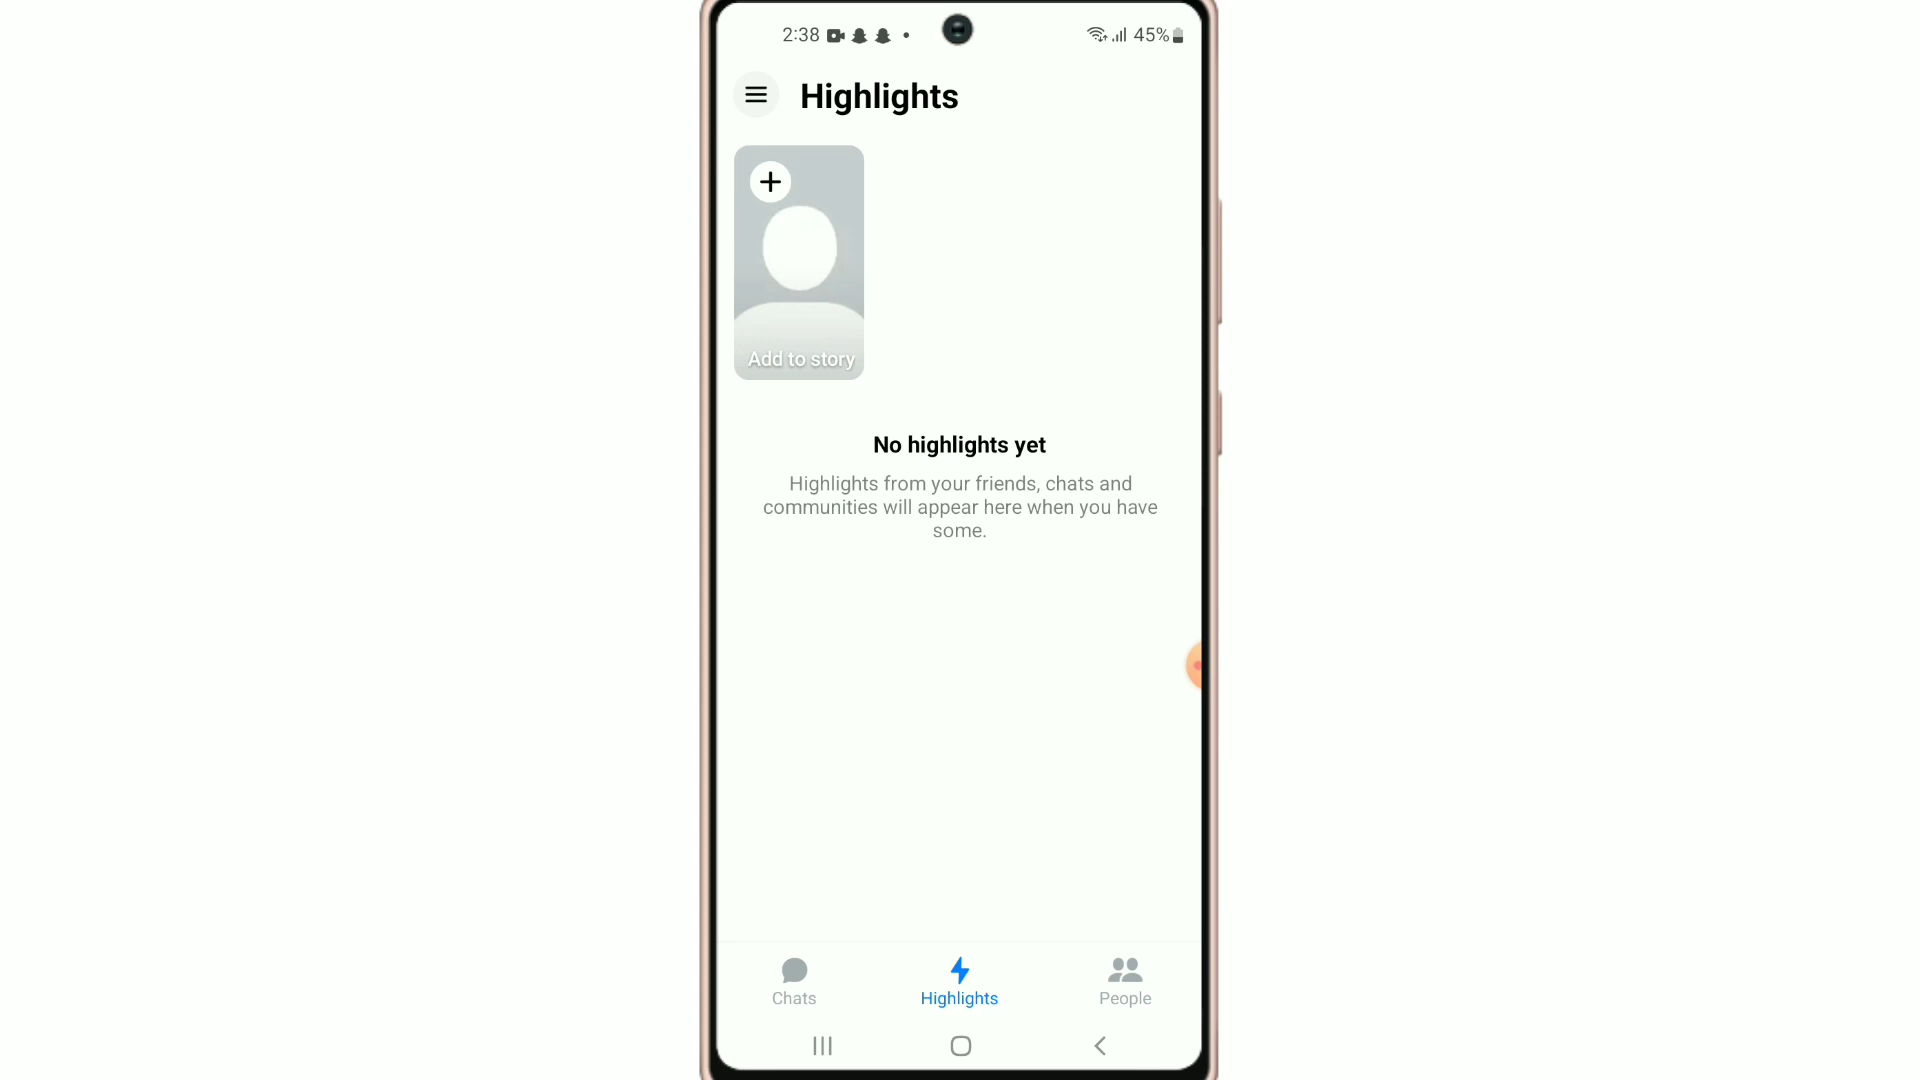 2:38
45%
Highlights
Add to story
No highlights yet
Highlights from your friends, chats and
communities will appear here when you have
some.
Chats
Highlights
People